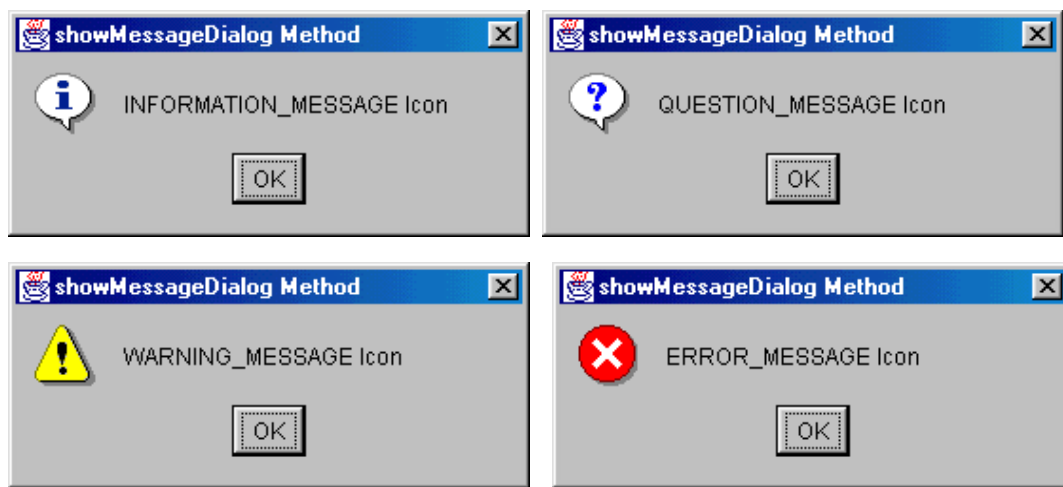 showMessageDialog Method
INFORMATION_MESSAGE Icon
OK
showMessageDialog Method
QUESTION_MESSAGE Icon
OK
showMessageDialog Method
WARNING_MESSAGE Icon
OK
showMessageDialog Method
ERROR_MESSAGE Icon
OK